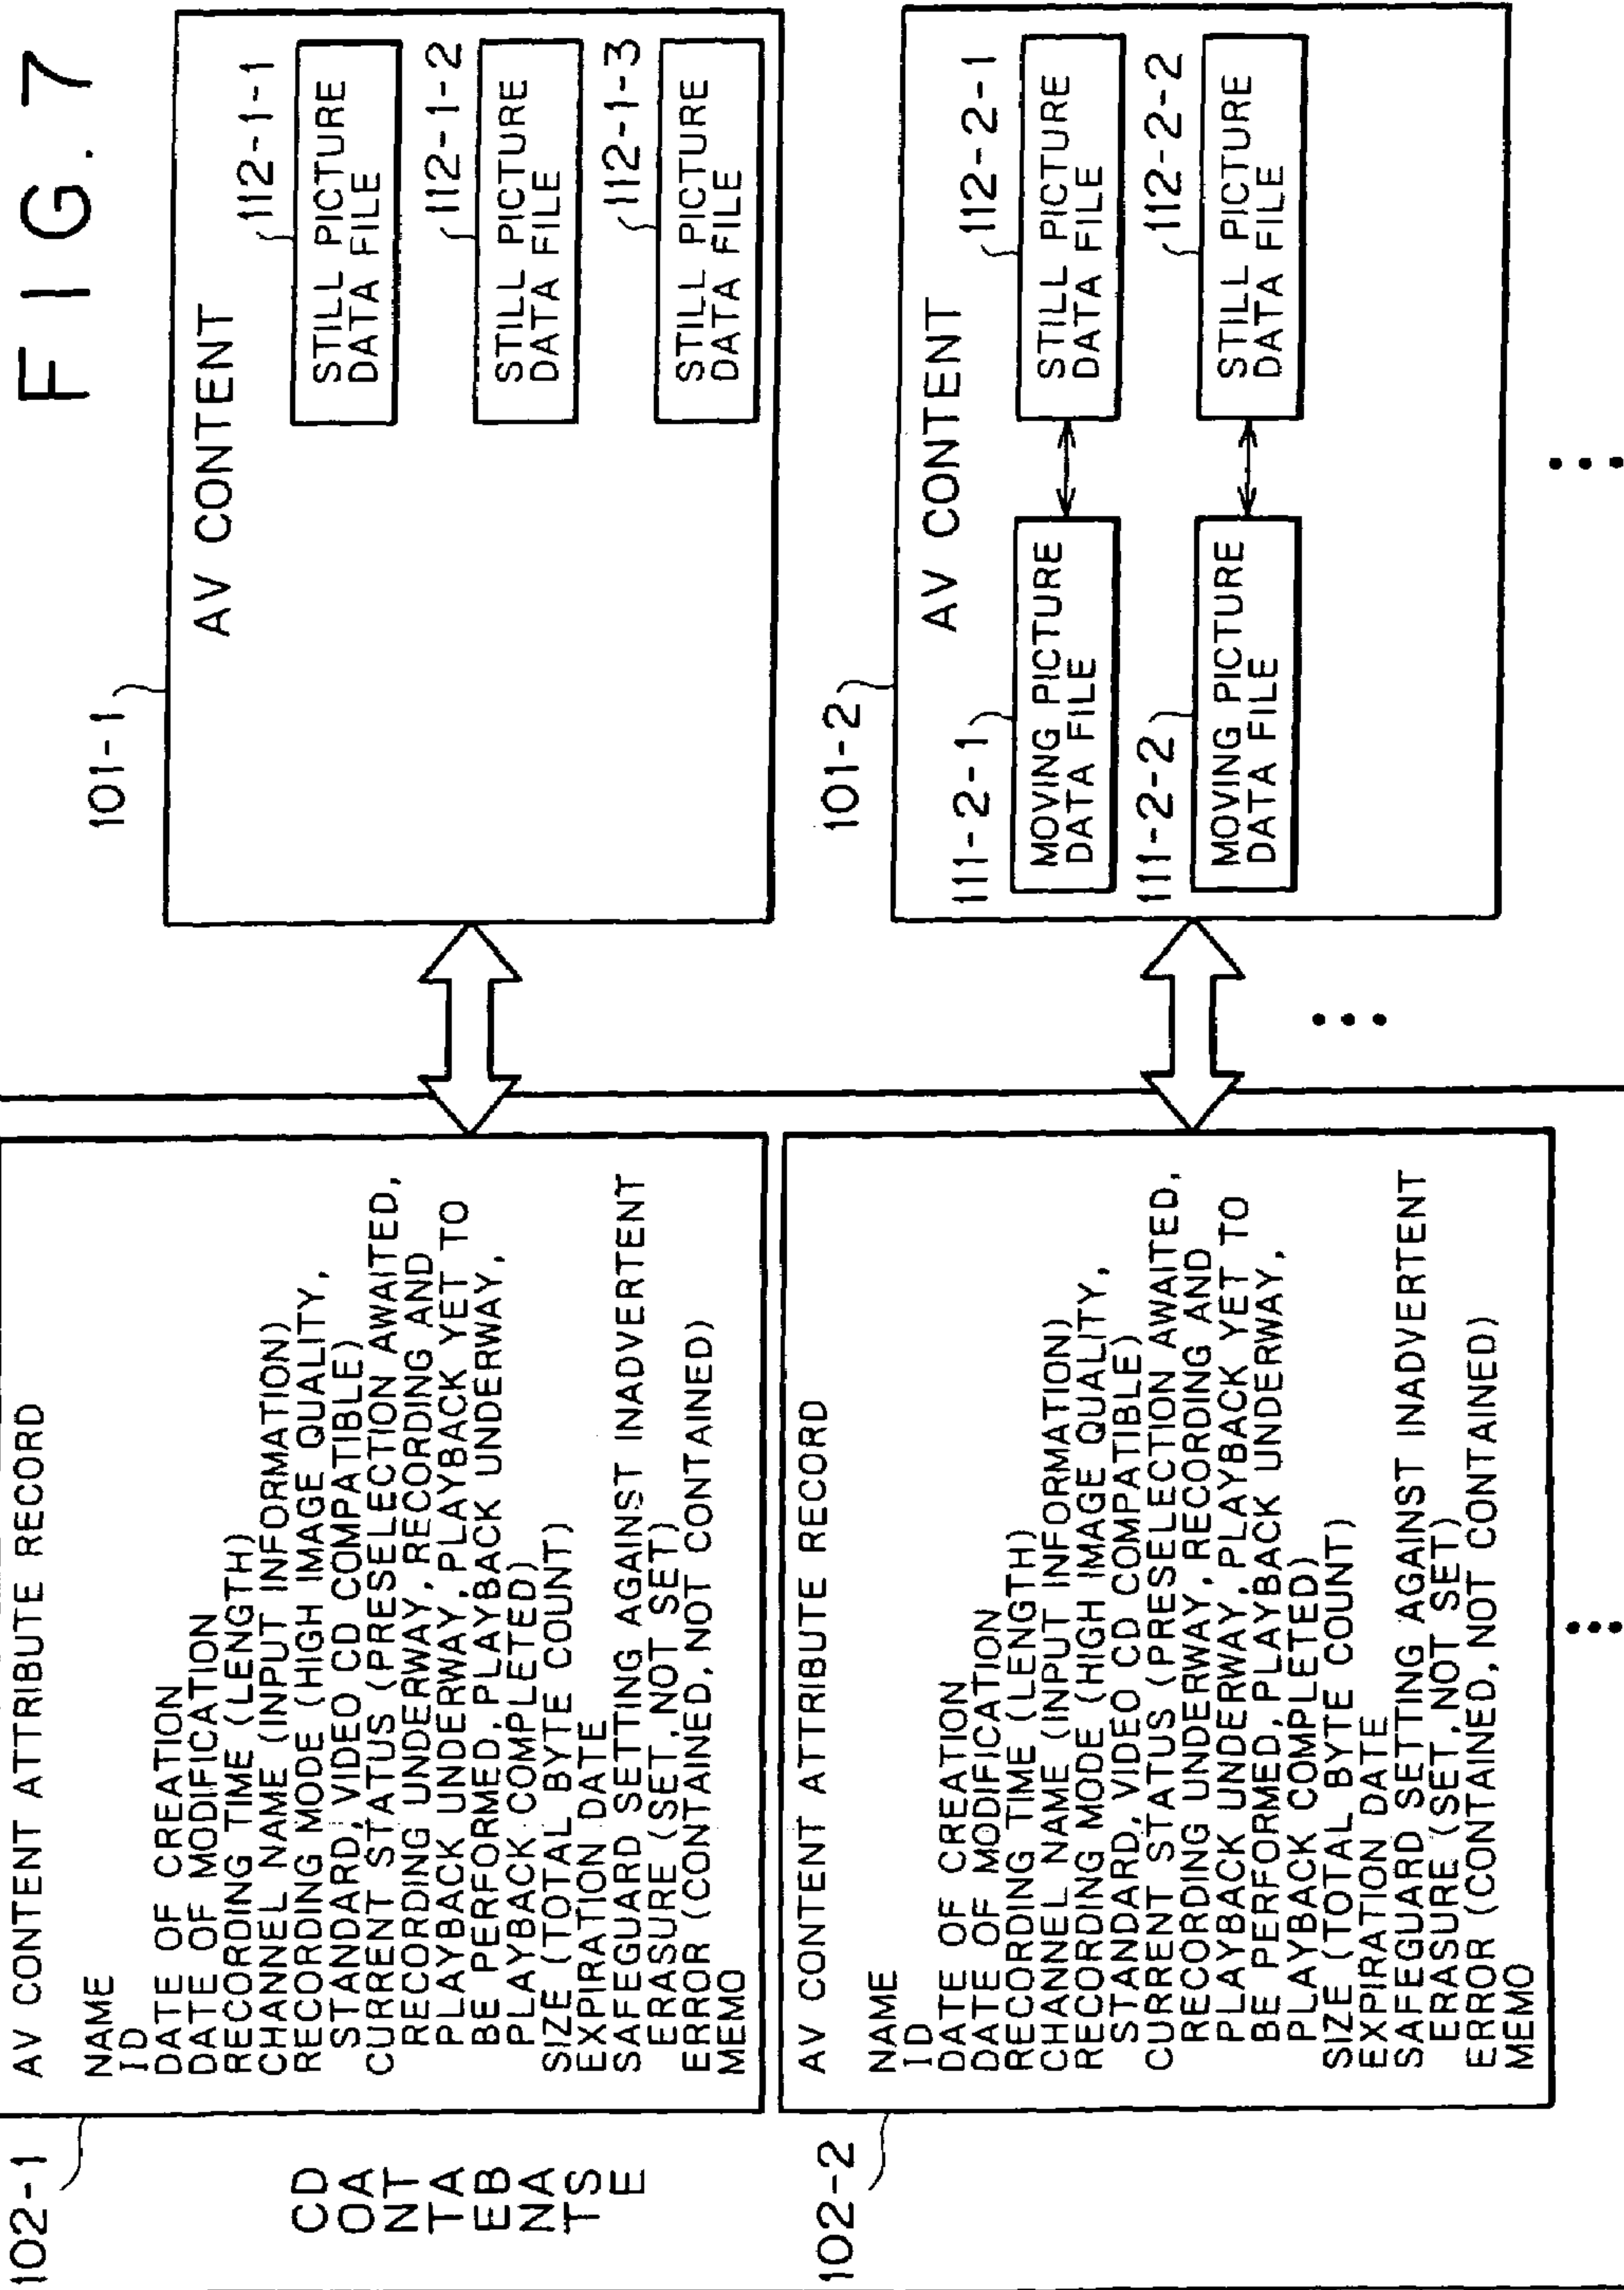 FIG. 7
102-1
AV CONTENT ATTRIBUTE RECORD
NAME
ID
DATE OF CREATION
DATE OF MODIFICATION
RECORDING TIME (LENGTH)
CHANNEL NAME (INPUT INFORMATION)
RECORDING MODE (HIGH IMAGE QUALITY,
STANDARD, VIDEO CD COMPATIBLE)
CURRENT STATUS (PRESELECTION AWAITED,
RECORDING UNDERWAY, RECORDING AND
PLAYBACK UNDERWAY, PLAYBACK YET TO
BE PERFORMED, PLAYBACK UNDERWAY,
PLAYBACK COMPLETED)
SIZE (TOTAL BYTE COUNT)
EXPIRATION DATE
SAFEGUARD SETTING AGAINST INADVERTENT
ERASURE (SET, NOT SET)
ERROR (CONTAINED, NOT CONTAINED)
MEMO
101-1
AV CONTENT
112-1-1
STILL PICTURE
DATA FILE
112-1-2
STILL PICTURE
DATA FILE
112-1-3
STILL PICTURE
DATA FILE
CD
OA
NT
TA
EB
NA
TS
E
102-2
AV CONTENT ATTRIBUTE RECORD
NAME
ID
DATE OF CREATION
DATE OF MODIFICATION
RECORDING TIME (LENGTH)
CHANNEL NAME (INPUT INFORMATION)
RECORDING MODE (HIGH IMAGE QUALITY,
STANDARD, VIDEO CD COMPATIBLE)
CURRENT STATUS (PRESELECTION AWAITED,
RECORDING UNDERWAY, RECORDING AND
PLAYBACK UNDERWAY, PLAYBACK YET TO
BE PERFORMED, PLAYBACK UNDERWAY,
PLAYBACK COMPLETED)
SIZE (TOTAL BYTE COUNT)
EXPIRATION DATE
SAFEGUARD SETTING AGAINST INADVERTENT
ERASURE (SET, NOT SET)
ERROR (CONTAINED, NOT CONTAINED)
MEMO
101-2
AV CONTENT
111-2-1
MOVING PICTURE
DATA FILE
112-2-1
STILL PICTURE
DATA FILE
111-2-2
MOVING PICTURE
DATA FILE
112-2-2
STILL PICTURE
DATA FILE